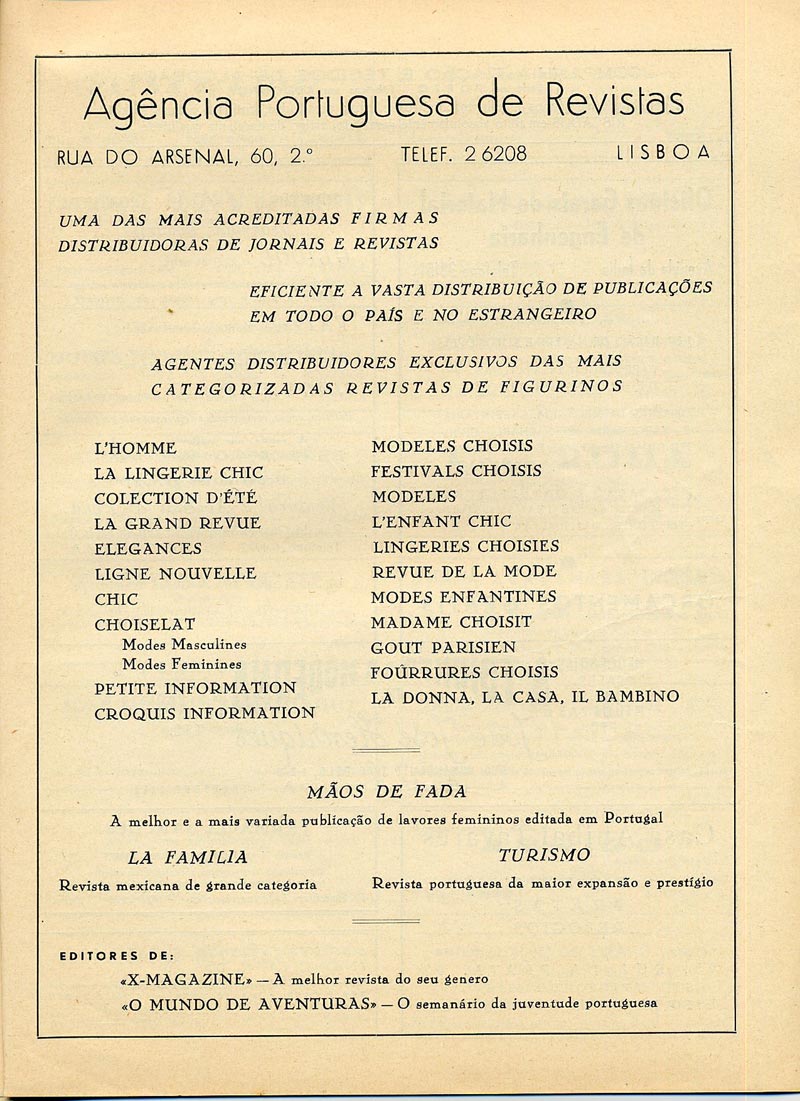 Agência Portuguesa de Revistas
RUA DO ARSENAL, 60, 2.º TELEF. 2 6208 LISBOA
UMA DAS MAIS ACREDITADAS FIRMAS
DISTRIBUIDORAS DE JORNAIS E REVISTAS
EFICIENTE A VASTA DISTRIBUIÇÃO DE PUBLICAÇÕES
EM TODO O PAÍS E NO ESTRANGEIRO
AGENTES DISTRIBUIDORES EXCLUSIVOS DAS MAIS
CATEGORIZADAS REVISTAS DE FIGURINOS
L'HOMME
LA LINGERIE CHIC
COLECTION D'ÉTÉ
LA GRAND REVUE
ELEGANCES
LIGNE NOUVELLE
CHIC
CHOISELAT
Modes Masculines
Modes Feminines
PETITE INFORMATION
CROQUIS INFORMATION
MODELES CHOISIS
FESTIVALS CHOISIS
MODELES
L'ENFANT CHIC
LINGERIES CHOISIES
REVUE DE LA MODE
MODES ENFANTINES
MADAME CHOISIT
GOUT PARISIEN
FOÛRRURES CHOISIS
LA DONNA, LA CASA, IL BAMBINO
MÃOS DE FADA
A melhor e a mais variada publicação de lavores femininos editada em Portugal
LA FAMILIA
Revista mexicana de grande categoria
TURISMO
Revista portuguesa da maior expansão e prestígio
EDITORES DE:
«X-MAGAZINE» — A melhor revista do seu genero
«O MUNDO DE AVENTURAS» — O semanário da juventude portuguesa